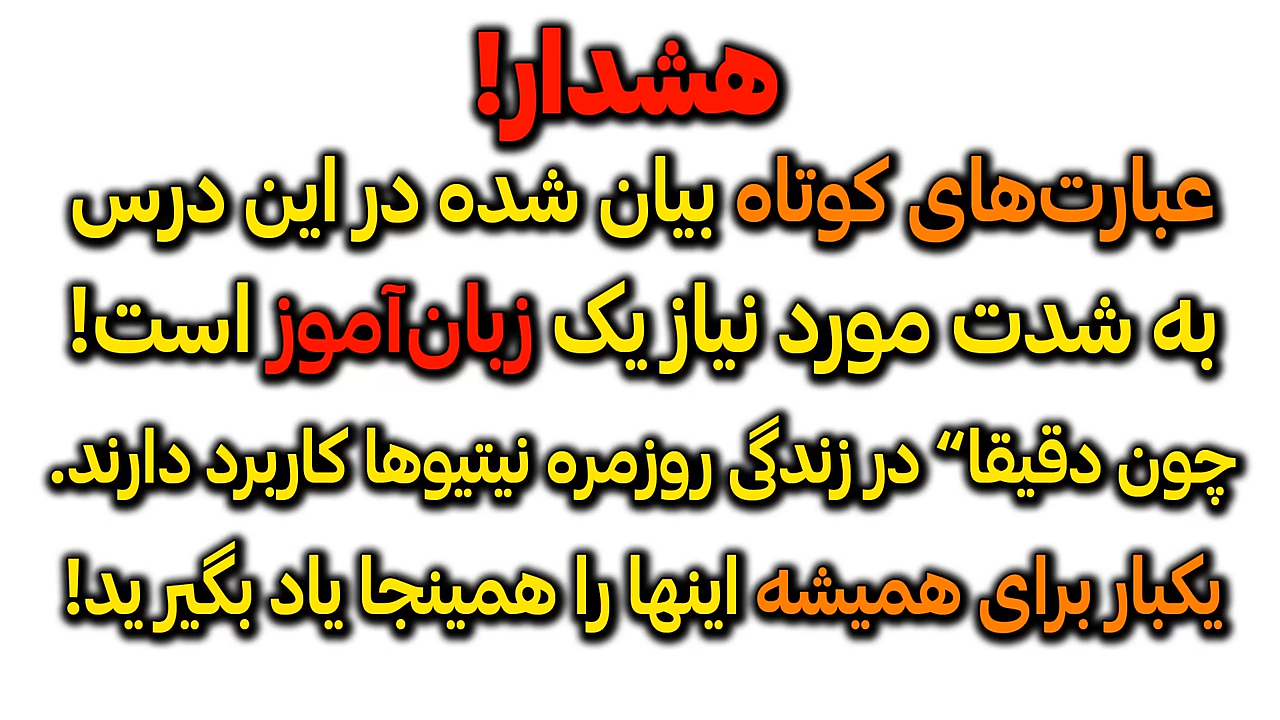 هشدار!
عبارت‌های کوتاه بیان شده در این درس
به شدت مورد نیاز یک زبان‌آموز است!
چون دقیقا“ در زندگی روزمره نیتیوها کاربرد دارند.
یکبار برای همیشه اینها را همینجا یاد بگیرید!